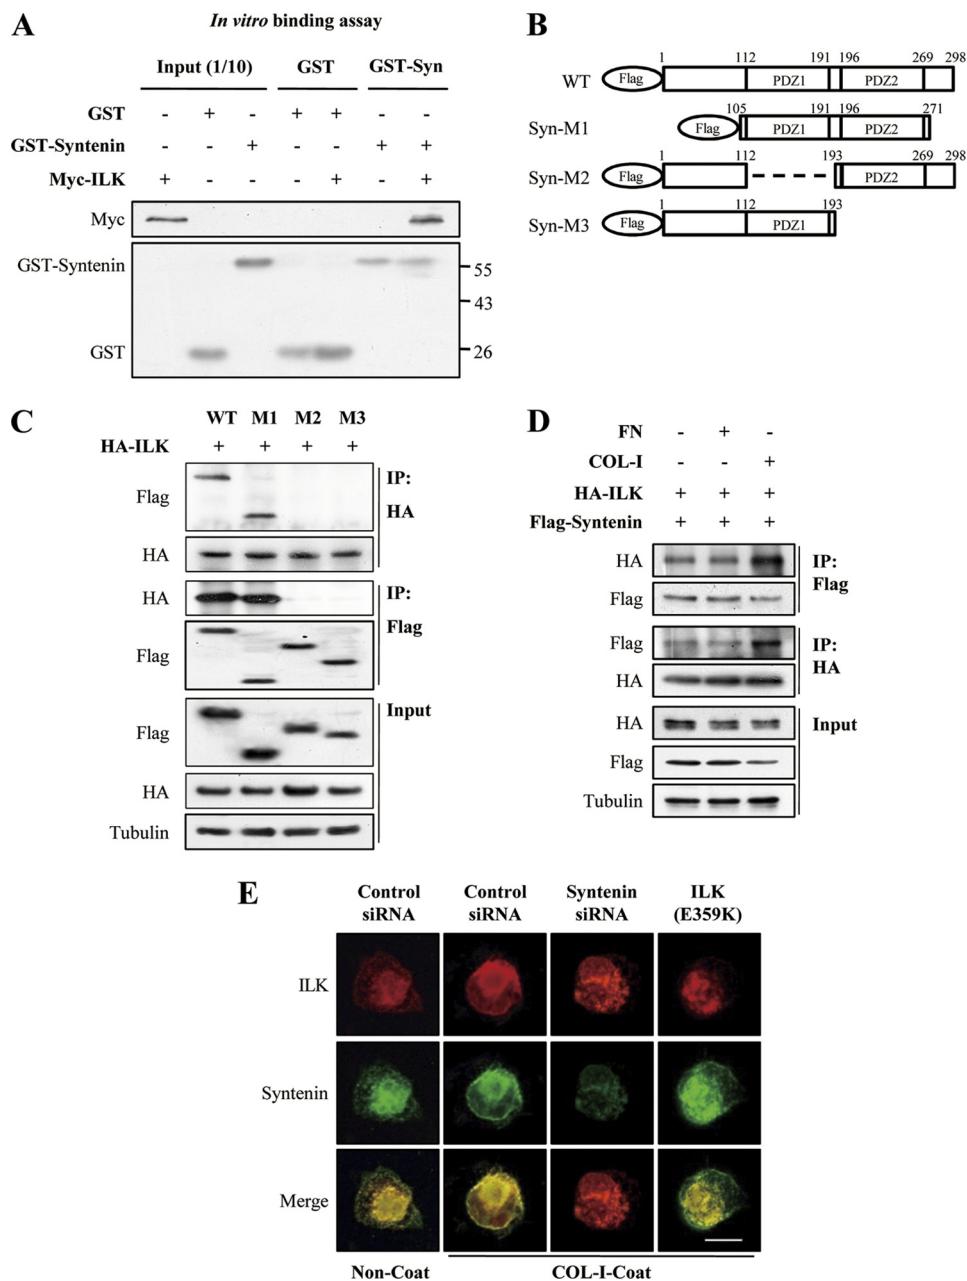 A
In vitro binding assay
Input (1/10) GST GST-Syn
GST - + - + + - -
GST-Syntenin - - + - - + +
Myc-ILK + - - - + - +
Myc
GST-Syntenin
GST
55
43
26
B
WT Flag 1 112 PDZ1 191 196 PDZ2 269 298
Syn-M1 Flag 105 PDZ1 191 196 PDZ2 271
Syn-M2 Flag 1 112 193 PDZ2 269 298
Syn-M3 Flag 1 112 PDZ1 193
C
WT M1 M2 M3
HA-ILK + + + +
Flag
HA
IP:
HA
HA
Flag
IP:
Flag
Flag
HA
Tubulin
Input
D
FN - + -
COL-I - - +
HA-ILK + + +
Flag-Syntenin + + +
HA
Flag
IP:
Flag
Flag
HA
IP:
HA
HA
Flag
Tubulin
Input
E
Control siRNA
Control siRNA
Syntenin siRNA
ILK (E359K)
ILK
Syntenin
Merge
Non-Coat
COL-I-Coat